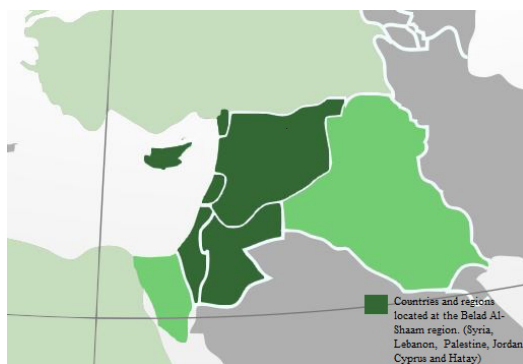 Countries and regions
located at the Belad Al-
Shaam region. (Syria,
Lebanon, Palestine, Jordan
Cyprus and Hatay)